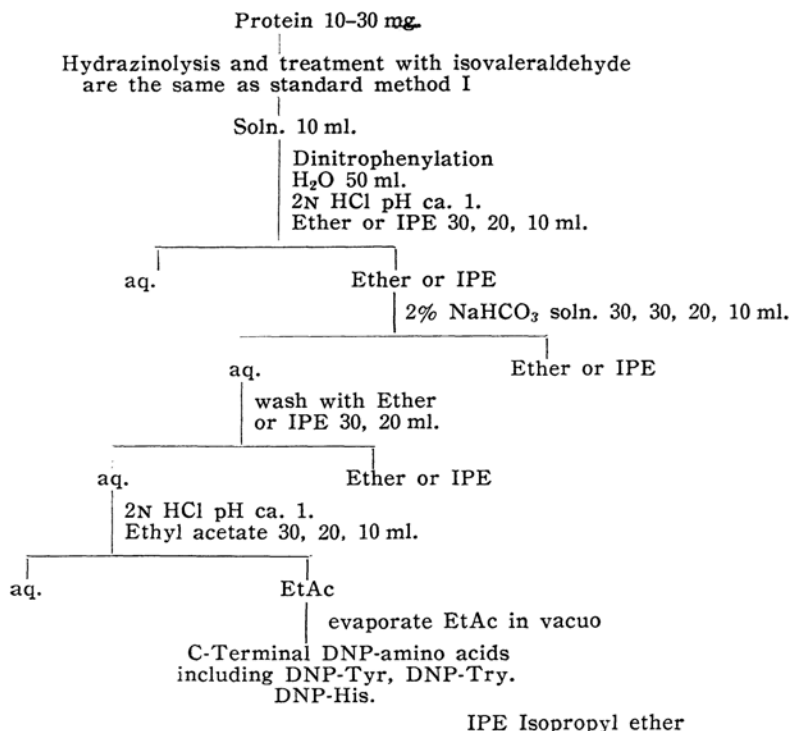 Protein 10–30 mg.
Hydrazinolysis and treatment with isovaleraldehyde
are the same as standard method I
Soln. 10 ml.
Dinitrophenylation
H₂O 50 ml.
2N HCl pH ca. 1.
Ether or IPE 30, 20, 10 ml.
aq. Ether or IPE
2% NaHCO₃ soln. 30, 30, 20, 10 ml.
aq. Ether or IPE
wash with Ether
or IPE 30, 20 ml.
aq. Ether or IPE
2N HCl pH ca. 1.
Ethyl acetate 30, 20, 10 ml.
aq. EtAc
evaporate EtAc in vacuo
C-Terminal DNP-amino acids
including DNP-Tyr, DNP-Try.
DNP-His.
IPE Isopropyl ether